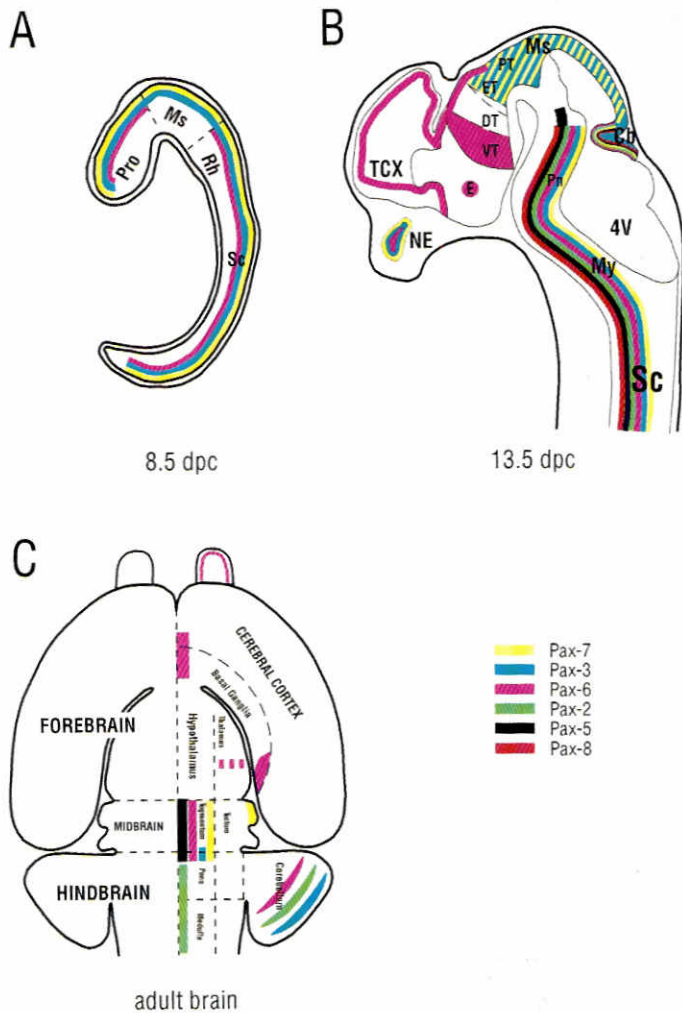 A
Pro
Ms
Rh
Sc
8.5 dpc
B
Ms
PT
ET
DT
VT
TCX
E
NE
Cb
Pn
4V
My
Sc
13.5 dpc
C
CEREBRAL CORTEX
Basal Ganglia
FOREBRAIN
Hypothalamus
Thalamus
MIDBRAIN
Tegmentum
Tectum
HINDBRAIN
Pons
Medulla
Cerebellum
adult brain
Pax-7
Pax-3
Pax-6
Pax-2
Pax-5
Pax-8